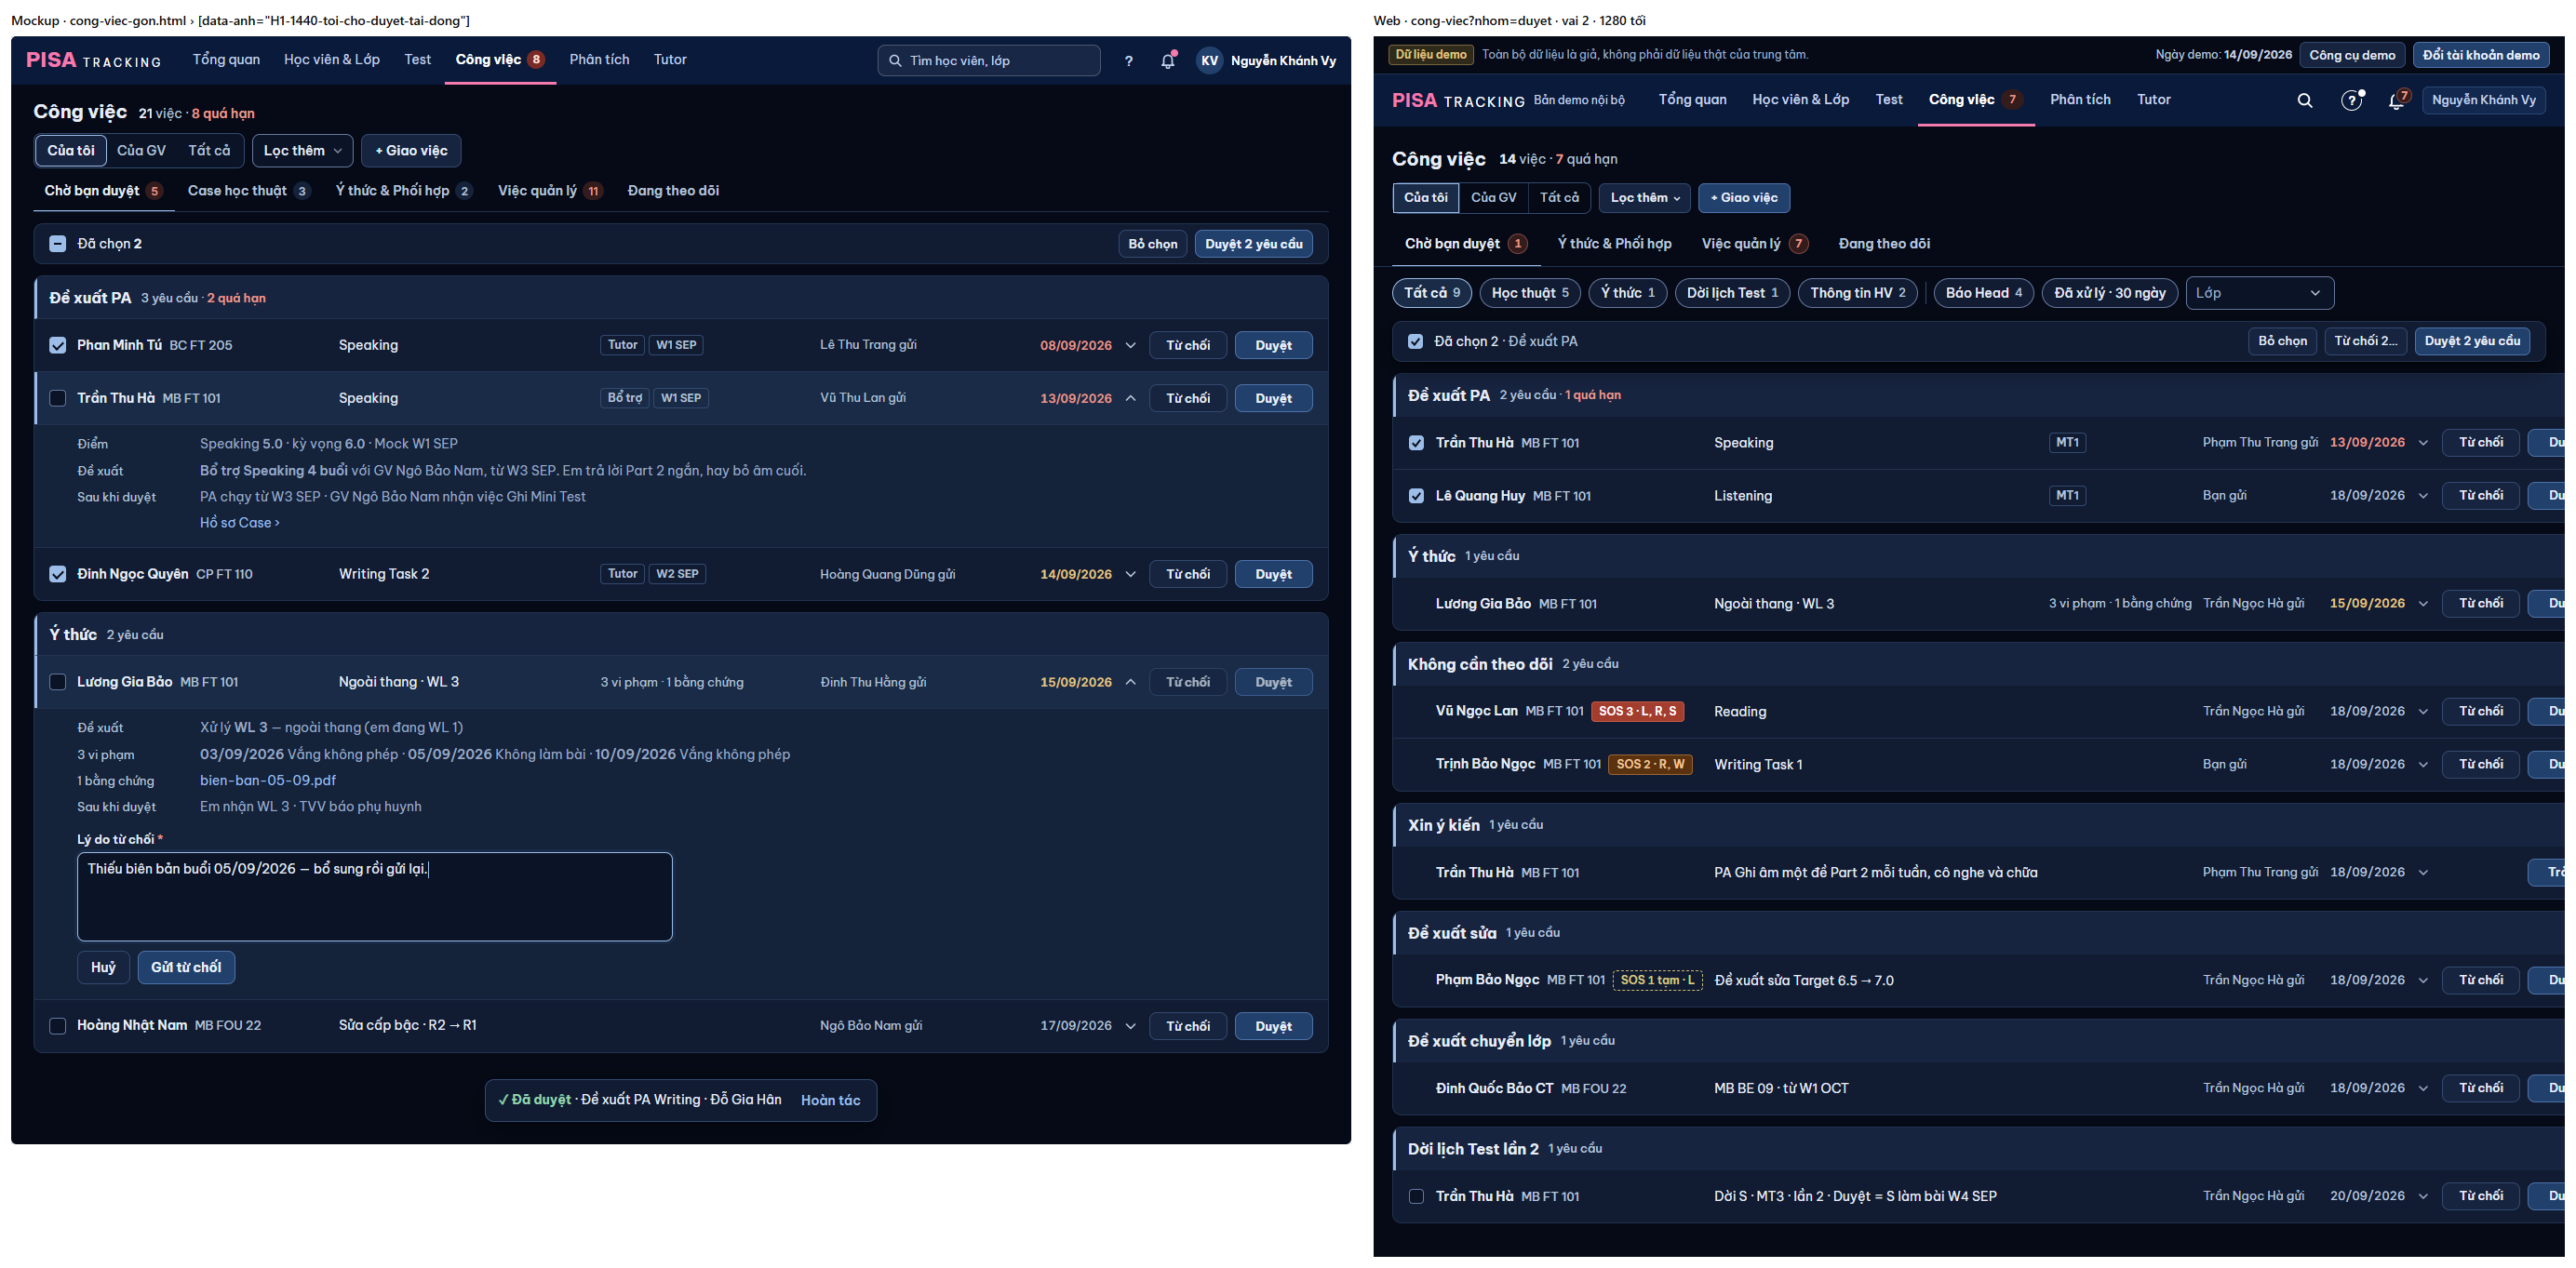 Mockup · cong-viec-gon.html › [data-anh="H1-1440-toi-cho-duyet-tai-dong"]
PISA TRACKING Tổng quan Học viên & Lớp Test Công việc 8 Phân tích Tutor Tìm học viên, lớp ? KV Nguyễn Khánh Vy
Công việc 21 việc · 8 quá hạn
Của tôi Của GV Tất cả Lọc thêm + Giao việc
Chờ bạn duyệt 5 Case học thuật 3 Ý thức & Phối hợp 2 Việc quản lý 11 Đang theo dõi
Đã chọn 2 Bỏ chọn Duyệt 2 yêu cầu
Đề xuất PA 3 yêu cầu · 2 quá hạn
Phan Minh Tú BC FT 205 Speaking Tutor W1 SEP Lê Thu Trang gửi 08/09/2026 Từ chối Duyệt
Trần Thu Hà MB FT 101 Speaking Bổ trợ W1 SEP Vũ Thu Lan gửi 13/09/2026 Từ chối Duyệt
Điểm Speaking 5.0 · kỳ vọng 6.0 · Mock W1 SEP
Đề xuất Bổ trợ Speaking 4 buổi với GV Ngô Bảo Nam, từ W3 SEP. Em trả lời Part 2 ngắn, hay bỏ âm cuối.
Sau khi duyệt PA chạy từ W3 SEP · GV Ngô Bảo Nam nhận việc Ghi Mini Test
Hồ sơ Case ›
Đinh Ngọc Quyên CP FT 110 Writing Task 2 Tutor W2 SEP Hoàng Quang Dũng gửi 14/09/2026 Từ chối Duyệt
Ý thức 2 yêu cầu
Lương Gia Bảo MB FT 101 Ngoài thang · WL 3 3 vi phạm · 1 bằng chứng Đinh Thu Hằng gửi 15/09/2026 Từ chối Duyệt
Đề xuất Xử lý WL 3 — ngoài thang (em đang WL 1)
3 vi phạm 03/09/2026 Vắng không phép · 05/09/2026 Không làm bài · 10/09/2026 Vắng không phép
1 bằng chứng bien-ban-05-09.pdf
Sau khi duyệt Em nhận WL 3 · TVV báo phụ huynh
Lý do từ chối *
Thiếu biên bản buổi 05/09/2026 — bổ sung rồi gửi lại.
Huỷ Gửi từ chối
Hoàng Nhật Nam MB FOU 22 Sửa cấp bậc · R2 → R1 Ngô Bảo Nam gửi 17/09/2026 Từ chối Duyệt
✓ Đã duyệt · Đề xuất PA Writing · Đỗ Gia Hân Hoàn tác
Web · cong-viec?nhom=duyet · vai 2 · 1280 tối
Dữ liệu demo Toàn bộ dữ liệu là giả, không phải dữ liệu thật của trung tâm. Ngày demo: 14/09/2026 Công cụ demo Đổi tài khoản demo
PISA TRACKING Bản demo nội bộ Tổng quan Học viên & Lớp Test Công việc 7 Phân tích Tutor ? 7 Nguyễn Khánh Vy
Công việc 14 việc · 7 quá hạn
Của tôi Của GV Tất cả Lọc thêm + Giao việc
Chờ bạn duyệt 1 Ý thức & Phối hợp Việc quản lý 7 Đang theo dõi
Tất cả 9 Học thuật 5 Ý thức 1 Dời lịch Test 1 Thông tin HV 2 Báo Head 4 Đã xử lý · 30 ngày Lớp
Đã chọn 2 · Đề xuất PA Bỏ chọn Từ chối 2... Duyệt 2 yêu cầu
Đề xuất PA 2 yêu cầu · 1 quá hạn
Trần Thu Hà MB FT 101 Speaking MT1 Phạm Thu Trang gửi 13/09/2026 Từ chối Du
Lê Quang Huy MB FT 101 Listening MT1 Bạn gửi 18/09/2026 Từ chối Du
Ý thức 1 yêu cầu
Lương Gia Bảo MB FT 101 Ngoài thang · WL 3 3 vi phạm · 1 bằng chứng Trần Ngọc Hà gửi 15/09/2026 Từ chối Du
Không cần theo dõi 2 yêu cầu
Vũ Ngọc Lan MB FT 101 SOS 3 · L, R, S Reading Trần Ngọc Hà gửi 18/09/2026 Từ chối Du
Trịnh Bảo Ngọc MB FT 101 SOS 2 · R, W Writing Task 1 Bạn gửi 18/09/2026 Từ chối Du
Xin ý kiến 1 yêu cầu
Trần Thu Hà MB FT 101 PA Ghi âm một đề Part 2 mỗi tuần, cô nghe và chữa Phạm Thu Trang gửi 18/09/2026 Trả
Đề xuất sửa 1 yêu cầu
Phạm Bảo Ngọc MB FT 101 SOS 1 tạm · L Đề xuất sửa Target 6.5 → 7.0 Trần Ngọc Hà gửi 18/09/2026 Từ chối Du
Đề xuất chuyển lớp 1 yêu cầu
Đinh Quốc Bảo CT MB FOU 22 MB BE 09 · từ W1 OCT Trần Ngọc Hà gửi 18/09/2026 Từ chối Du
Dời lịch Test lần 2 1 yêu cầu
Trần Thu Hà MB FT 101 Dời S · MT3 · lần 2 · Duyệt = S làm bài W4 SEP Trần Ngọc Hà gửi 20/09/2026 Từ chối Du